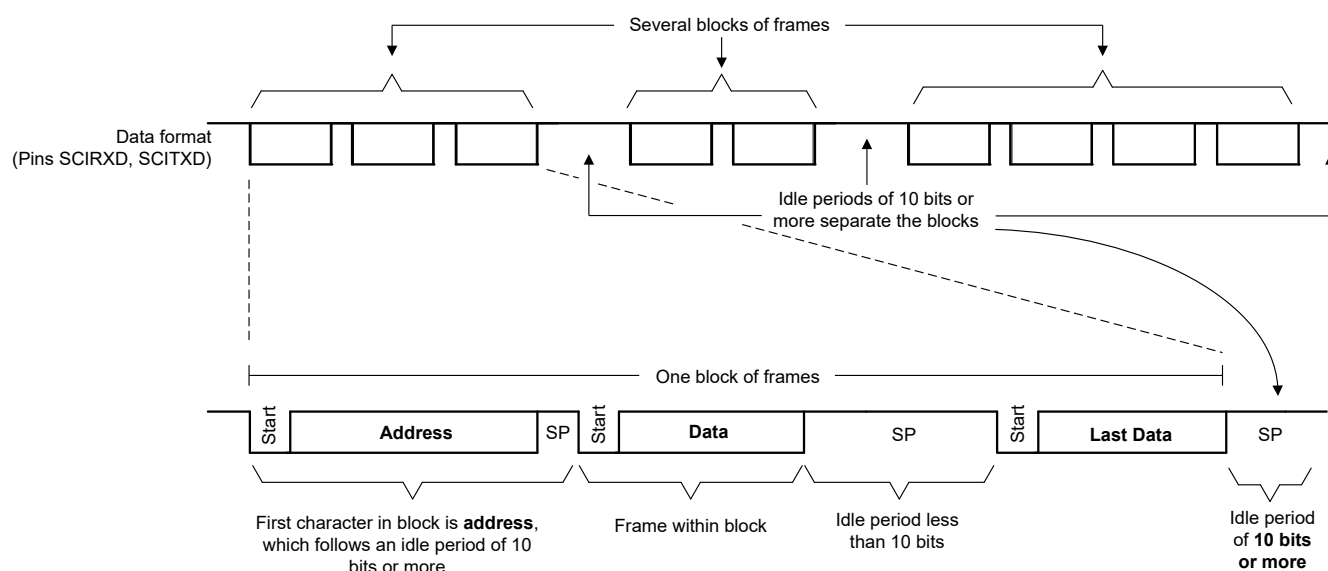 Several blocks of frames
Data format
(Pins SCIRXD, SCITXD)
Idle periods of 10 bits or
more separate the blocks
One block of frames
Start
Address
SP
Start
Data
SP
Start
Last Data
SP
First character in block is address,
which follows an idle period of 10
bits or more
Frame within block
Idle period less
than 10 bits
Idle period
of 10 bits
or more